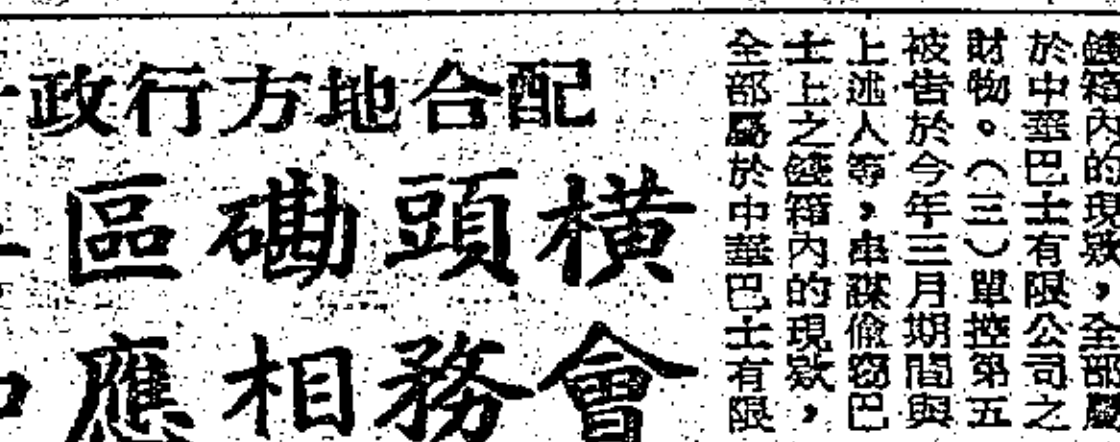 錢箱內的現欵，全部屬
於中華巴士有限公司之
財物。（三）單控第五
被告於今年三月期間與
上述人等，串謀偷竊巴
士上之錢箱內的現欵，
全部屬於中華巴士有限
配合地方行政
橫頭磡區
會務相應